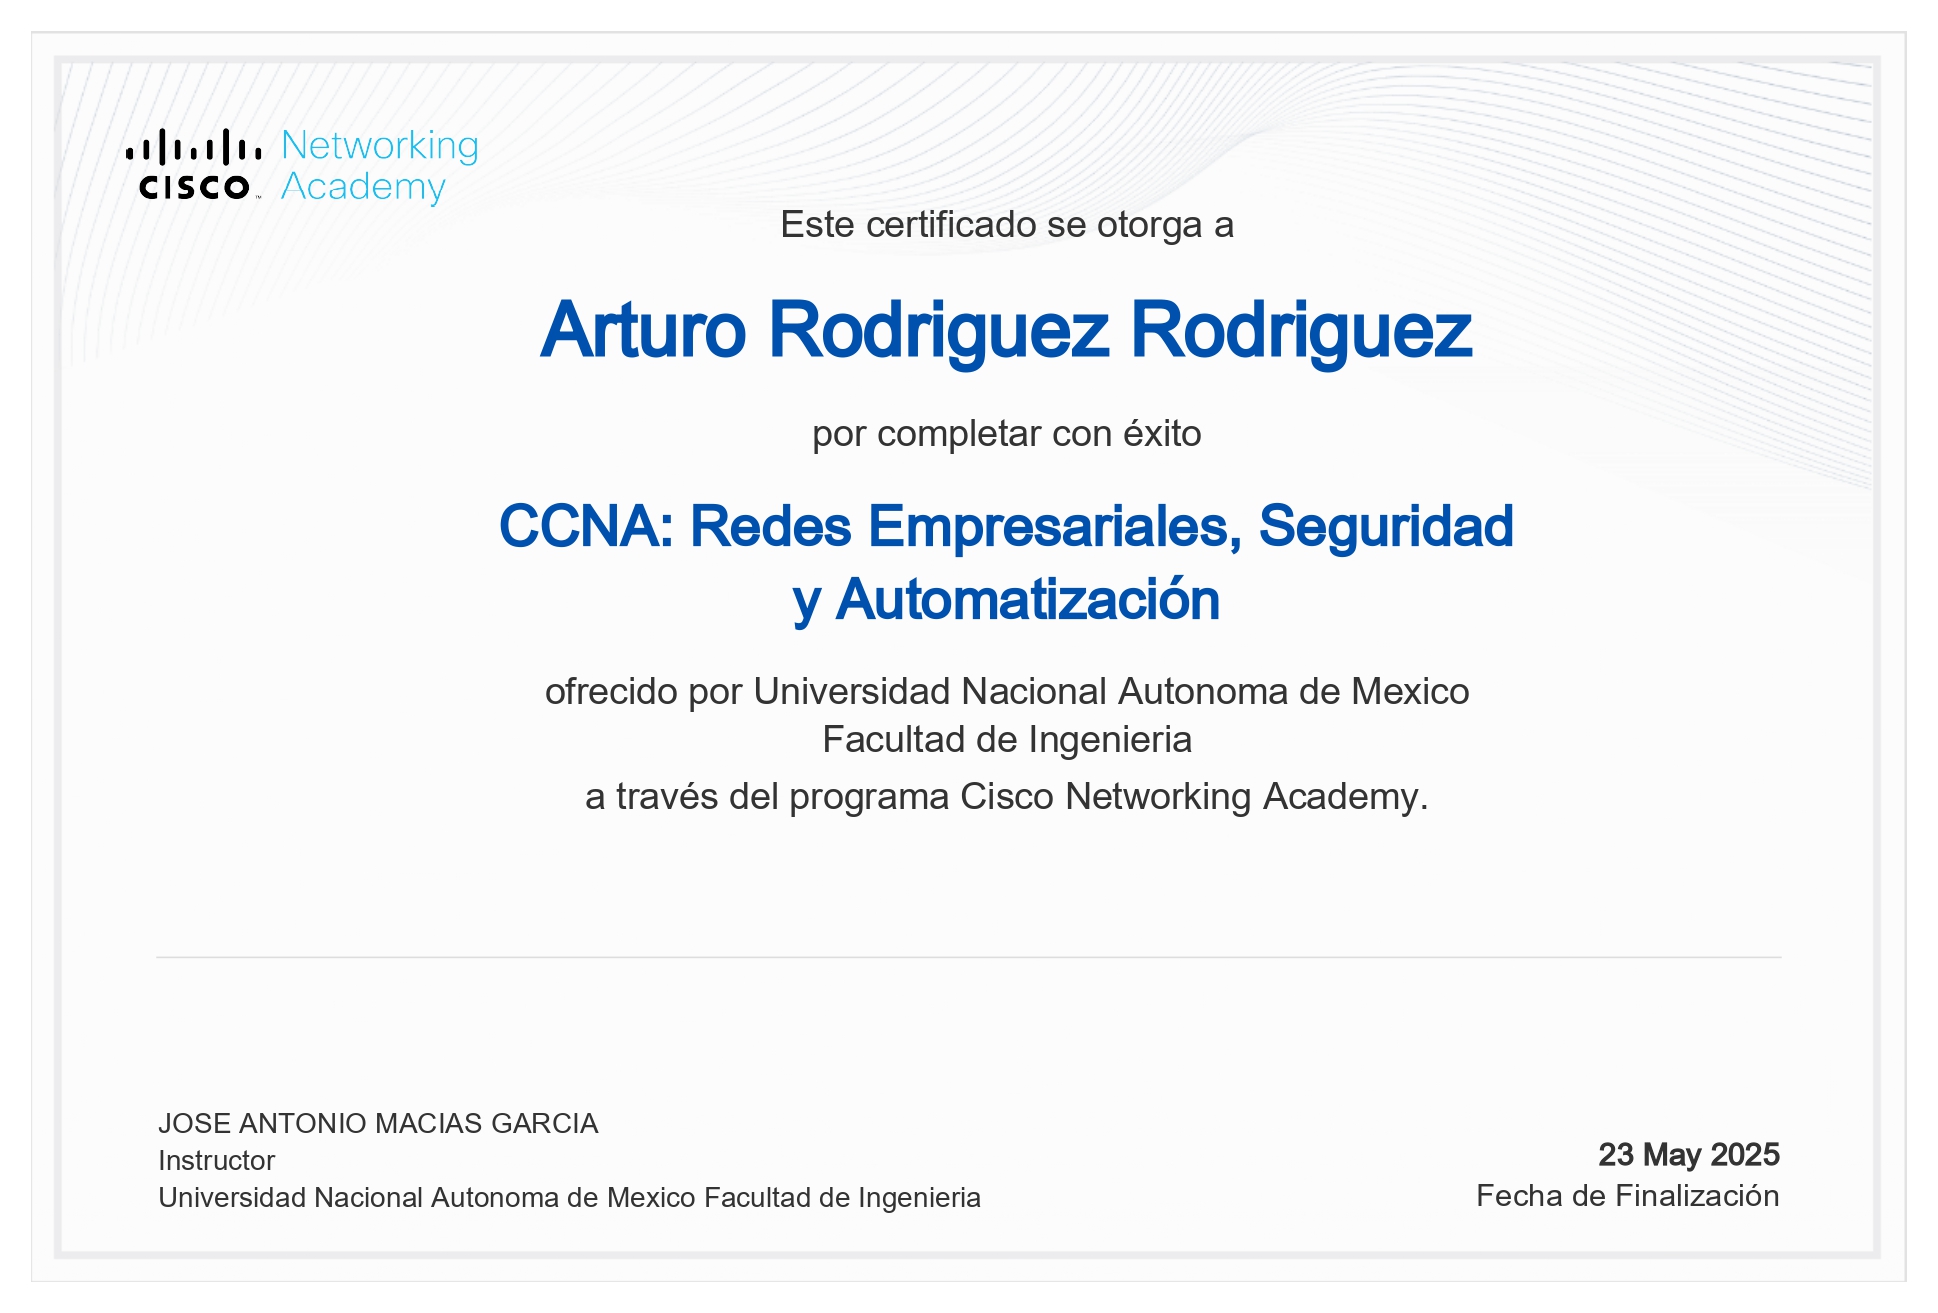 Networking
CISCO™ Academy
Este certificado se otorga a
Arturo Rodriguez Rodriguez
por completar con éxito
CCNA: Redes Empresariales, Seguridad
y Automatización
ofrecido por Universidad Nacional Autonoma de Mexico
Facultad de Ingenieria
a través del programa Cisco Networking Academy.
JOSE ANTONIO MACIAS GARCIA
Instructor
Universidad Nacional Autonoma de Mexico Facultad de Ingenieria
23 May 2025
Fecha de Finalización